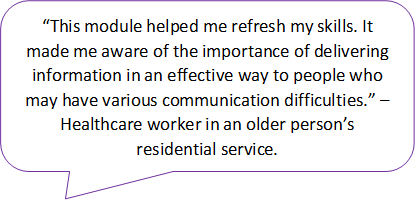 “This module helped me refresh my skills. It
made me aware of the importance of delivering
information in an effective way to people who
may have various communication difficulties.” –
Healthcare worker in an older person’s
residential service.